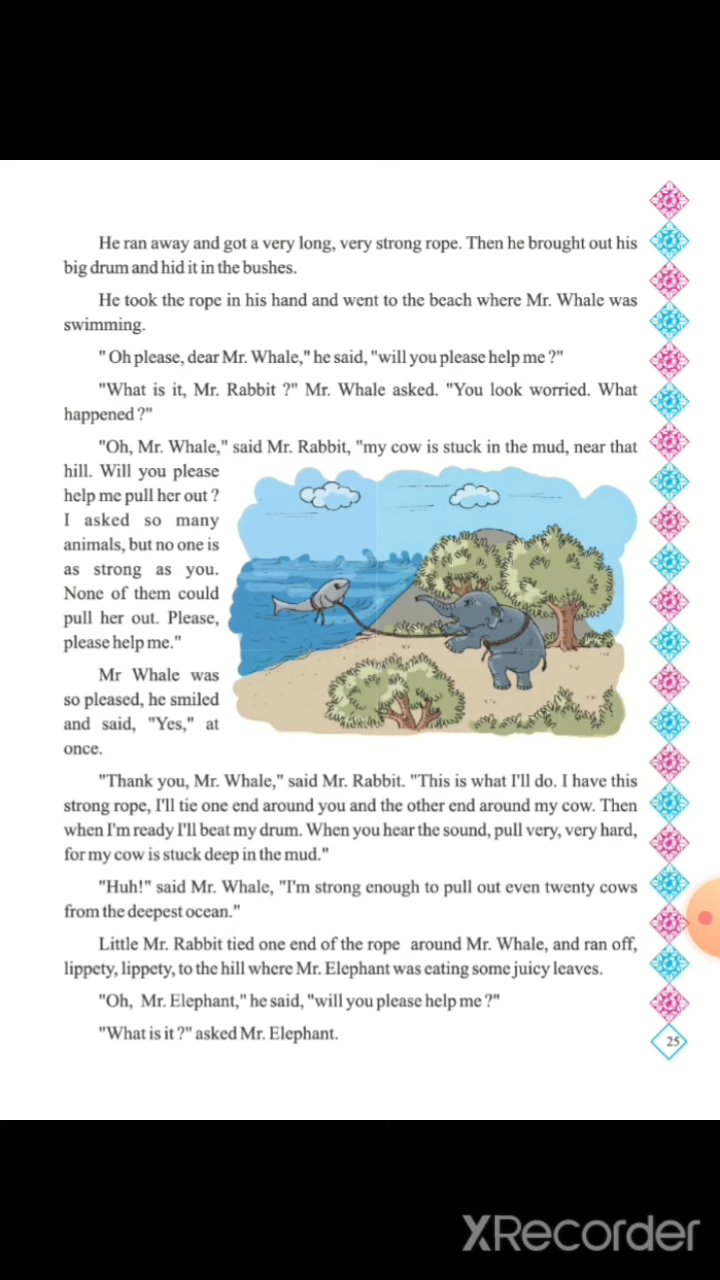 He ran away and got a very long, very strong rope. Then he brought out his
big drum and hid it in the bushes.
He took the rope in his hand and went to the beach where Mr. Whale was
swimming.
" Oh please, dear Mr. Whale," he said, "will you please help me ?"
"What is it, Mr. Rabbit ?" Mr. Whale asked. "You look worried. What
happened ?"
"Oh, Mr. Whale," said Mr. Rabbit, "my cow is stuck in the mud, near that
hill. Will you please
help me pull her out ?
I asked so many
animals, but no one is
as strong as you.
None of them could
pull her out. Please,
please help me."
Mr Whale was
so pleased, he smiled
and said, "Yes," at
once.
"Thank you, Mr. Whale," said Mr. Rabbit. "This is what I'll do. I have this
strong rope, I'll tie one end around you and the other end around my cow. Then
when I'm ready I'll beat my drum. When you hear the sound, pull very, very hard,
for my cow is stuck deep in the mud."
"Huh!" said Mr. Whale, "I'm strong enough to pull out even twenty cows
from the deepest ocean."
Little Mr. Rabbit tied one end of the rope around Mr. Whale, and ran off,
lippety, lippety, to the hill where Mr. Elephant was eating some juicy leaves.
"Oh, Mr. Elephant," he said, "will you please help me ?"
"What is it ?" asked Mr. Elephant.
25
XRecorder